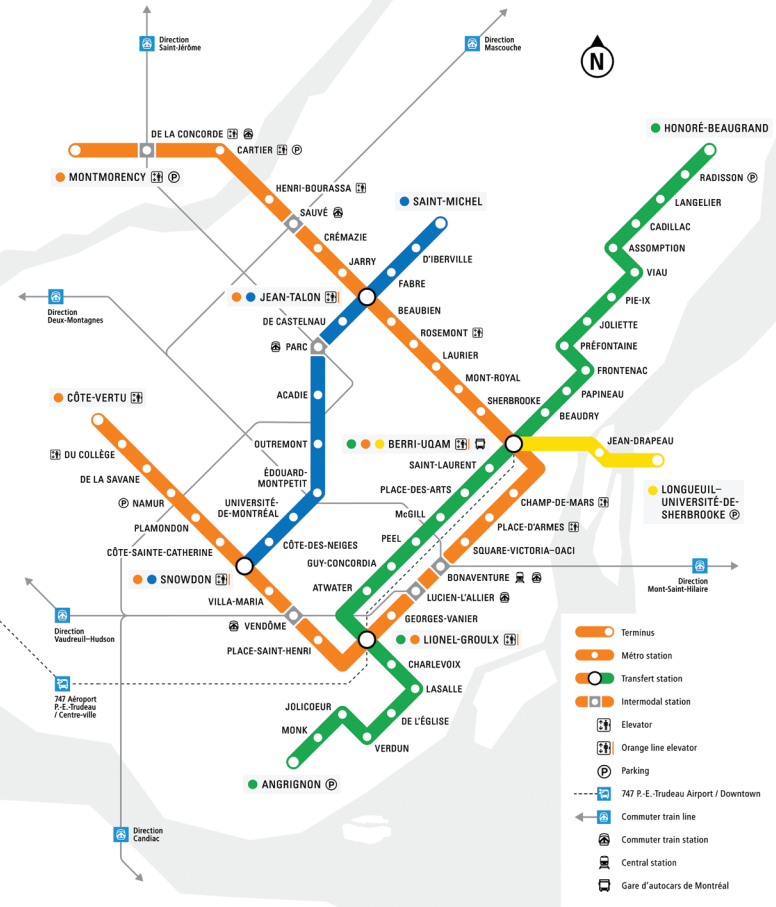 Direction
Saint-Jérôme
Direction
Mascouche
N
DE LA CONCORDE
CARTIER P
MONTMORENCY P
HENRI-BOURASSA
SAUVÉ
CRÉMAZIE
JARRY
JEAN-TALON
SAINT-MICHEL
D'IBERVILLE
FABRE
DE CASTELNAU
PARC
ACADIE
OUTREMONT
ÉDOUARD-
MONTPETIT
UNIVERSITÉ-
DE-MONTRÉAL
CÔTE-DES-NEIGES
BEAUBIEN
ROSEMONT
LAURIER
MONT-ROYAL
SHERBROOKE
BERRI-UQAM
HONORÉ-BEAUGRAND
RADISSON P
LANGELIER
CADILLAC
ASSOMPTION
VIAU
PIE-IX
JOLIETTE
PRÉFONTAINE
FRONTENAC
PAPINEAU
BEAUDRY
JEAN-DRAPEAU
LONGUEUIL–
UNIVERSITÉ-DE-
SHERBROOKE P
Direction
Deux-Montagnes
CÔTE-VERTU
DU COLLÈGE
DE LA SAVANE
P NAMUR
PLAMONDON
CÔTE-SAINTE-CATHERINE
SNOWDON
VILLA-MARIA
VENDÔME
PLACE-SAINT-HENRI
SAINT-LAURENT
PLACE-DES-ARTS
McGILL
PEEL
GUY-CONCORDIA
ATWATER
CHAMP-DE-MARS
PLACE-D'ARMES
SQUARE-VICTORIA–OACI
BONAVENTURE
LUCIEN-L'ALLIER
GEORGES-VANIER
LIONEL-GROULX
CHARLEVOIX
LASALLE
DE L'ÉGLISE
VERDUN
JOLICOEUR
MONK
ANGRIGNON P
Direction
Mont-Saint-Hilaire
Direction
Vaudreuil–Hudson
747 Aéroport
P.-E.-Trudeau
/ Centre-ville
Direction
Candiac
Terminus
Métro station
Transfert station
Intermodal station
Elevator
Orange line elevator
P Parking
747 P.-E.-Trudeau Airport / Downtown
Commuter train line
Commuter train station
Central station
Gare d'autocars de Montréal